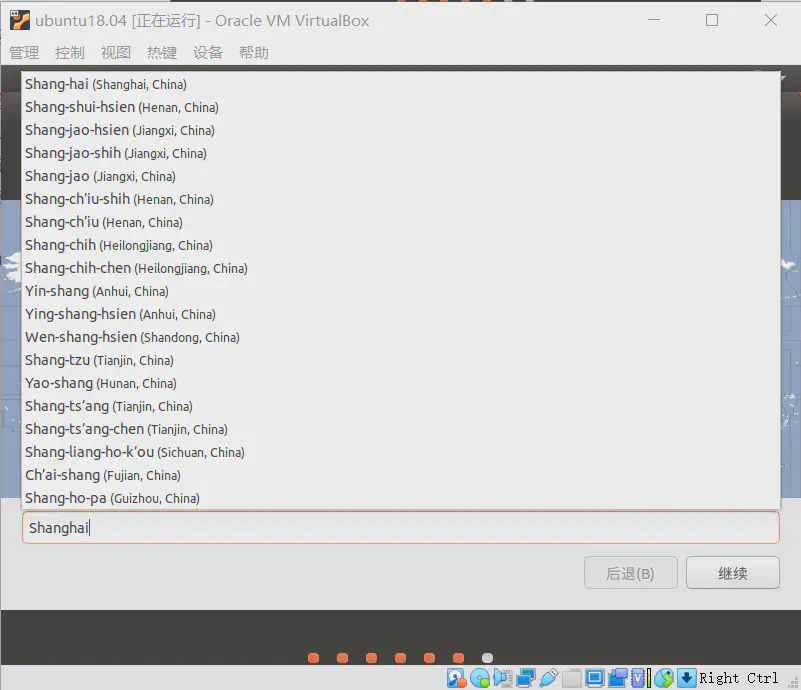 ubuntu18.04 [正在运行] - Oracle VM VirtualBox
管理 控制 视图 热键 设备 帮助
Shang-hai (Shanghai, China)
Shang-shui-hsien (Henan, China)
Shang-jao-hsien (Jiangxi, China)
Shang-jao-shih (Jiangxi, China)
Shang-jao (Jiangxi, China)
Shang-ch'iu-shih (Henan, China)
Shang-ch'iu (Henan, China)
Shang-chih (Heilongjiang, China)
Shang-chih-chen (Heilongjiang, China)
Yin-shang (Anhui, China)
Ying-shang-hsien (Anhui, China)
Wen-shang-hsien (Shandong, China)
Shang-tzu (Tianjin, China)
Yao-shang (Hunan, China)
Shang-ts'ang (Tianjin, China)
Shang-ts'ang-chen (Tianjin, China)
Shang-liang-ho-k'ou (Sichuan, China)
Ch'ai-shang (Fujian, China)
Shang-ho-pa (Guizhou, China)
Shanghai
后退(B) 继续
Right Ctrl